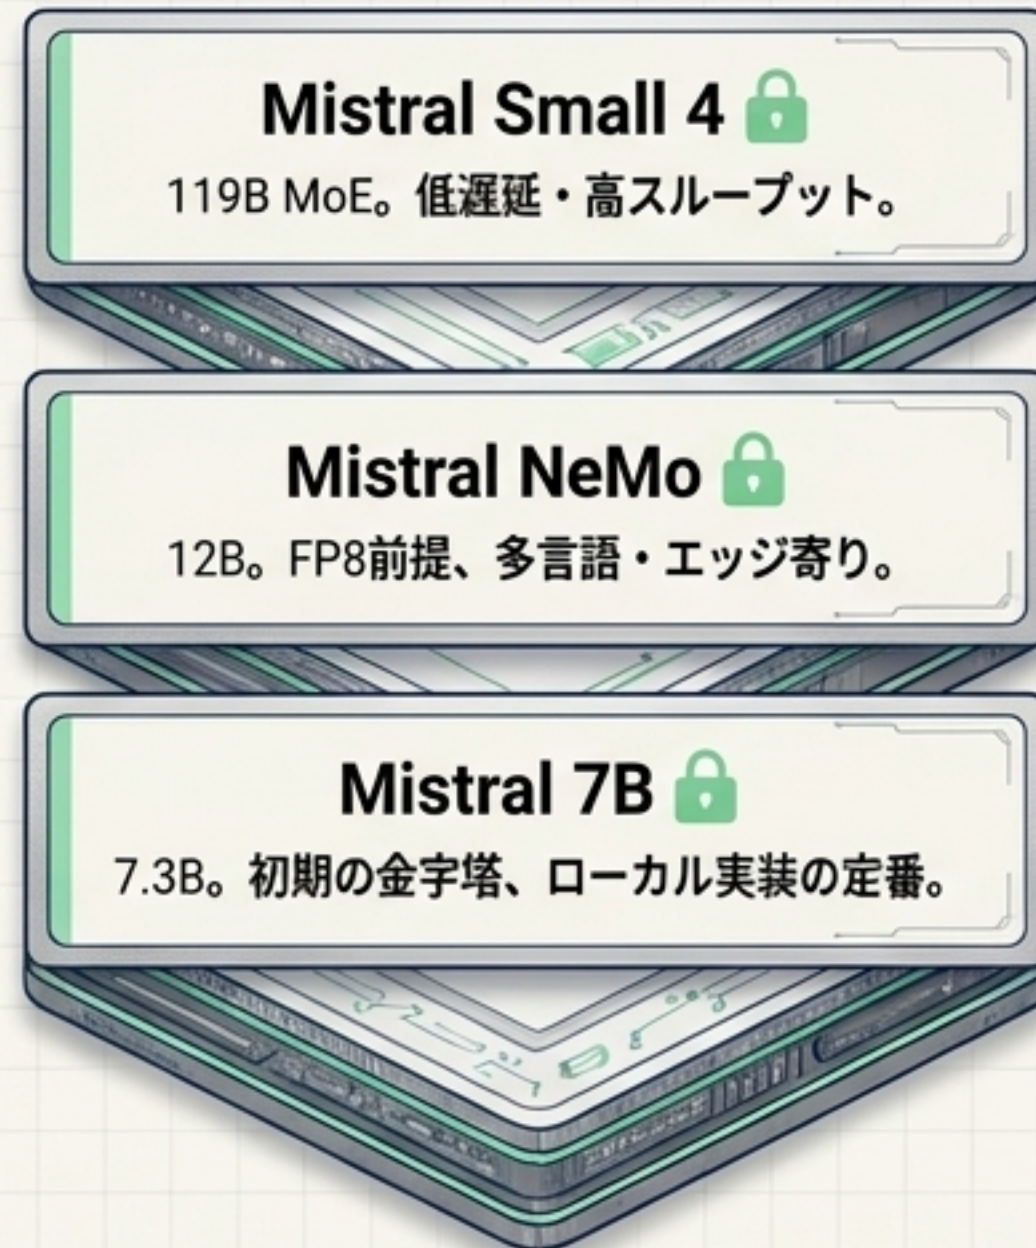 Mistral Small 4
119B MoE。低遅延・高スループット。
Mistral NeMo
12B。FP8前提、多言語・エッジ寄り。
Mistral 7B
7.3B。初期の金字塔、ローカル実装の定番。